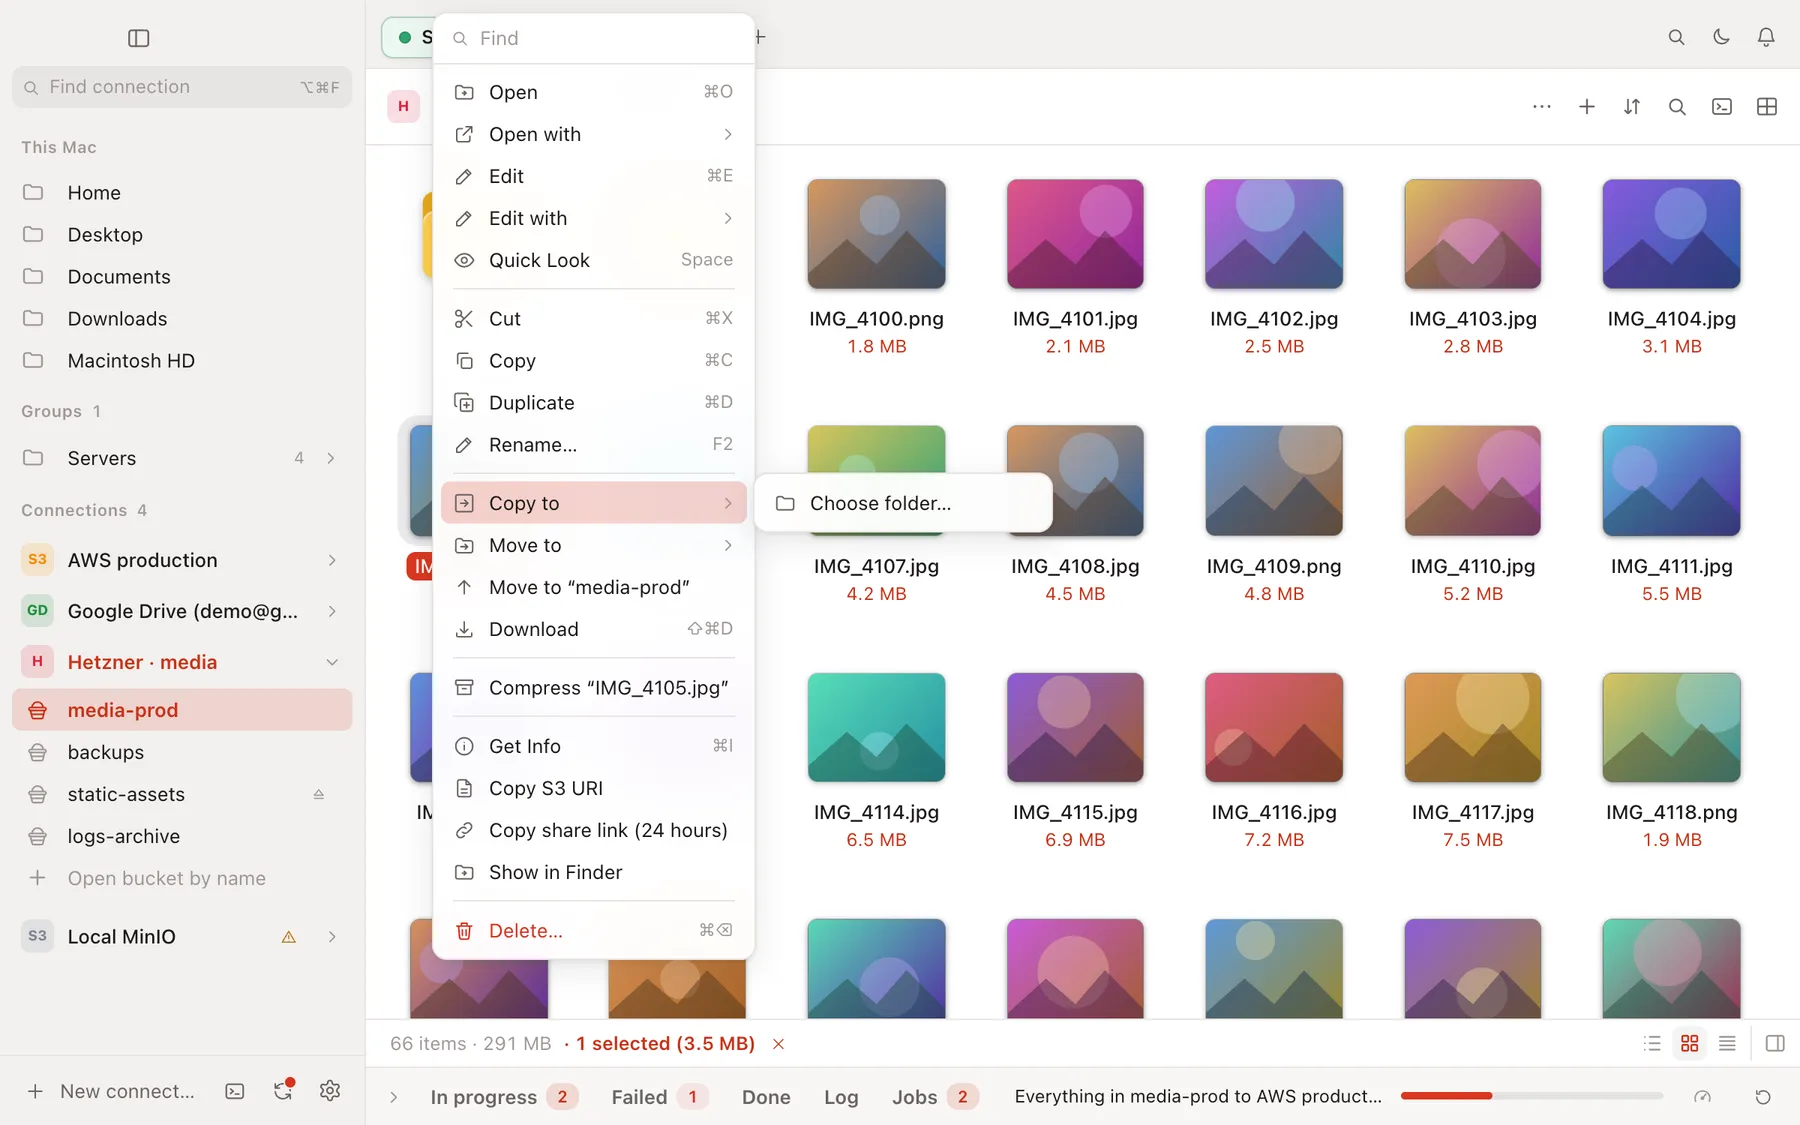 Find connection ⌥⌘F
This Mac
Home
Desktop
Documents
Downloads
Macintosh HD
Groups 1
Servers 4
Connections 4
S3 AWS production
GD Google Drive (demo@g...
H Hetzner · media
media-prod
backups
static-assets
logs-archive
Open bucket by name
S3 Local MinIO
New connect...
S
H
Find
Open ⌘O
Open with
Edit ⌘E
Edit with
Quick Look Space
Cut ⌘X
Copy ⌘C
Duplicate ⌘D
Rename... F2
Copy to
Move to
Move to “media-prod”
Download ⇧⌘D
Compress “IMG_4105.jpg”
Get Info ⌘I
Copy S3 URI
Copy share link (24 hours)
Show in Finder
Delete... ⌘⌫
Choose folder...
IMG_4100.png
1.8 MB
IMG_4101.jpg
2.1 MB
IMG_4102.jpg
2.5 MB
IMG_4103.jpg
2.8 MB
IMG_4104.jpg
3.1 MB
IM
IMG_4107.jpg
4.2 MB
IMG_4108.jpg
4.5 MB
IMG_4109.png
4.8 MB
IMG_4110.jpg
5.2 MB
IMG_4111.jpg
5.5 MB
IM
IMG_4114.jpg
6.5 MB
IMG_4115.jpg
6.9 MB
IMG_4116.jpg
7.2 MB
IMG_4117.jpg
7.5 MB
IMG_4118.png
1.9 MB
66 items · 291 MB · 1 selected (3.5 MB)
In progress 2 Failed 1 Done Log Jobs 2 Everything in media-prod to AWS product...